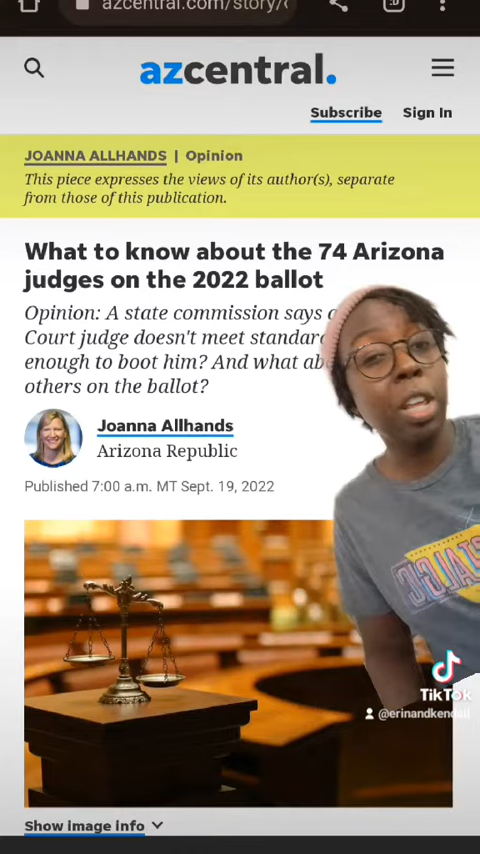 azcentral.com/story/
azcentral.
Subscribe Sign In
JOANNA ALLHANDS | Opinion
This piece expresses the views of its author(s), separate
from those of this publication.
What to know about the 74 Arizona
judges on the 2022 ballot
Opinion: A state commission says
Court judge doesn't meet
enough to boot him? And what
others on the ballot?
Joanna Allhands
Arizona Republic
Published 7:00 a.m. MT Sept. 19, 2022
TikTok
@erinandkendall
Show image info